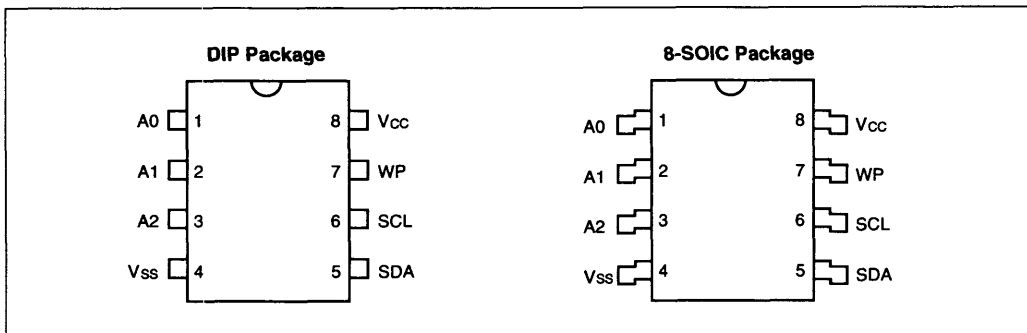 DIP Package
A0 1 8 Vcc
A1 2 7 WP
A2 3 6 SCL
Vss 4 5 SDA
8-SOIC Package
A0 1 8 Vcc
A1 2 7 WP
A2 3 6 SCL
Vss 4 5 SDA